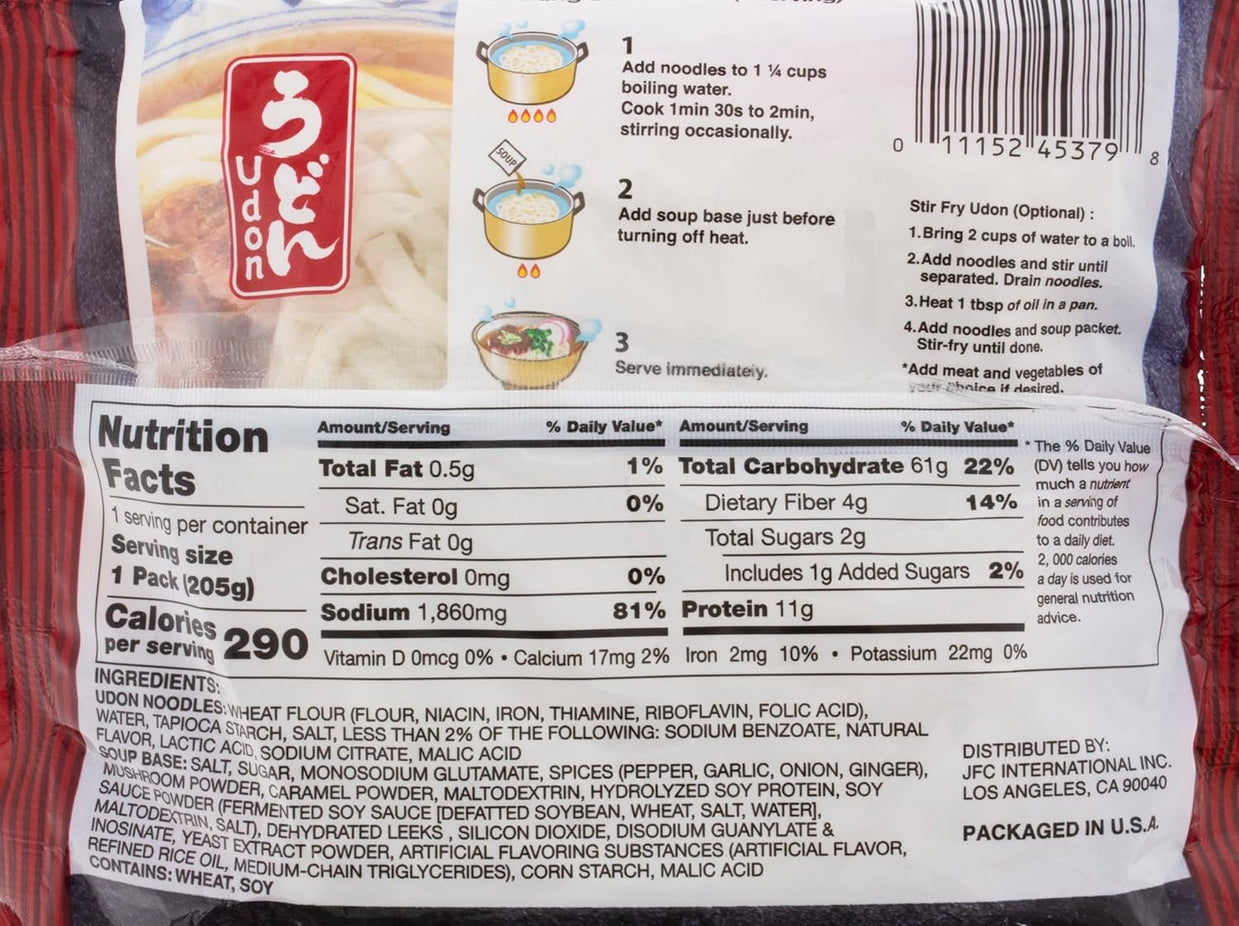 うどん
Udon
SOUP
1
Add noodles to 1 ¼ cups
boiling water.
Cook 1min 30s to 2min,
stirring occasionally.
2
Add soup base just before
turning off heat.
3
Serve immediately.
0 11152 45379 8
Stir Fry Udon (Optional) :
1.Bring 2 cups of water to a boil.
2.Add noodles and stir until
separated. Drain noodles.
3.Heat 1 tbsp of oil in a pan.
4.Add noodles and soup packet.
Stir-fry until done.
*Add meat and vegetables of
your choice if desired.
Nutrition
Facts
1 serving per container
Serving size
1 Pack (205g)
Calories
per serving 290
Amount/Serving % Daily Value*
Total Fat 0.5g 1%
Sat. Fat 0g 0%
Trans Fat 0g
Cholesterol 0mg 0%
Sodium 1,860mg 81%
Amount/Serving % Daily Value*
Total Carbohydrate 61g 22%
Dietary Fiber 4g 14%
Total Sugars 2g
Includes 1g Added Sugars 2%
Protein 11g
Vitamin D 0mcg 0% • Calcium 17mg 2% Iron 2mg 10% • Potassium 22mg 0%
* The % Daily Value
(DV) tells you how
much a nutrient
in a serving of
food contributes
to a daily diet.
2, 000 calories
a day is used for
general nutrition
advice.
INGREDIENTS:
UDON NOODLES: WHEAT FLOUR (FLOUR, NIACIN, IRON, THIAMINE, RIBOFLAVIN, FOLIC ACID),
WATER, TAPIOCA STARCH, SALT, LESS THAN 2% OF THE FOLLOWING: SODIUM BENZOATE, NATURAL
FLAVOR, LACTIC ACID, SODIUM CITRATE, MALIC ACID
SOUP BASE: SALT, SUGAR, MONOSODIUM GLUTAMATE, SPICES (PEPPER, GARLIC, ONION, GINGER),
MUSHROOM POWDER, CARAMEL POWDER, MALTODEXTRIN, HYDROLYZED SOY PROTEIN, SOY
SAUCE POWDER (FERMENTED SOY SAUCE [DEFATTED SOYBEAN, WHEAT, SALT, WATER],
MALTODEXTRIN, SALT), DEHYDRATED LEEKS , SILICON DIOXIDE, DISODIUM GUANYLATE &
INOSINATE, YEAST EXTRACT POWDER, ARTIFICIAL FLAVORING SUBSTANCES (ARTIFICIAL FLAVOR,
REFINED RICE OIL, MEDIUM-CHAIN TRIGLYCERIDES), CORN STARCH, MALIC ACID
CONTAINS: WHEAT, SOY
DISTRIBUTED BY:
JFC INTERNATIONAL INC.
LOS ANGELES, CA 90040
PACKAGED IN U.S.A.